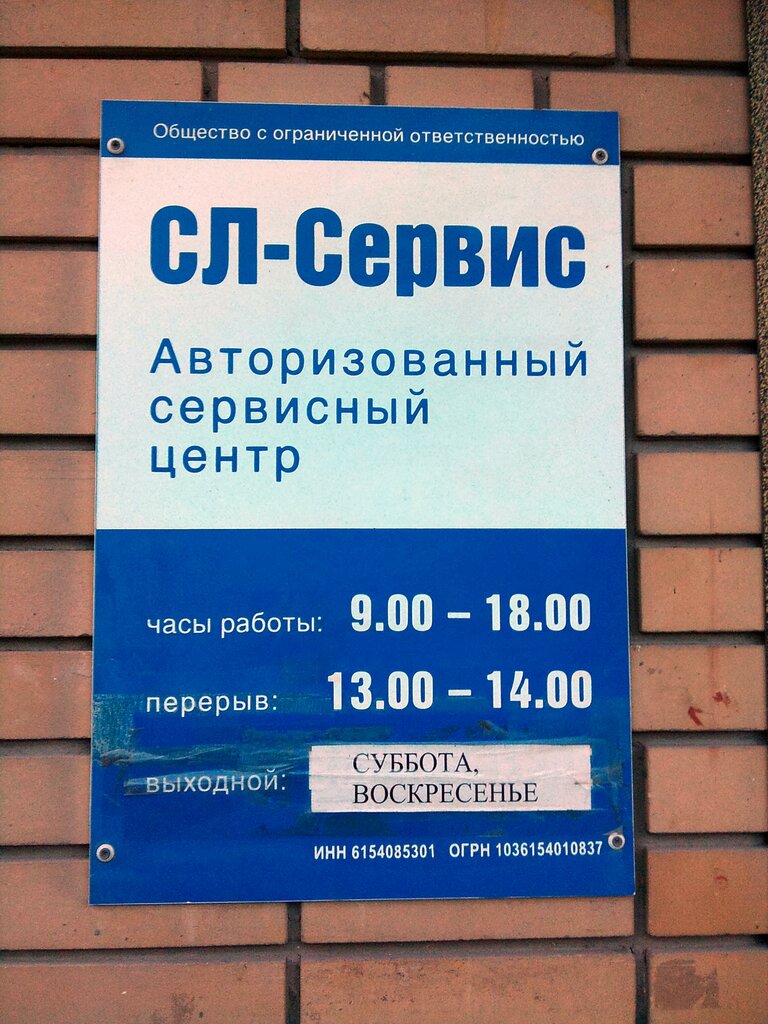 Общество с ограниченной ответственностью
СЛ-Сервис
Авторизованный
сервисный
центр
часы работы: 9.00 – 18.00
перерыв: 13.00 – 14.00
выходной: СУББОТА,
ВОСКРЕСЕНЬЕ
ИНН 6154085301 ОГРН 1036154010837